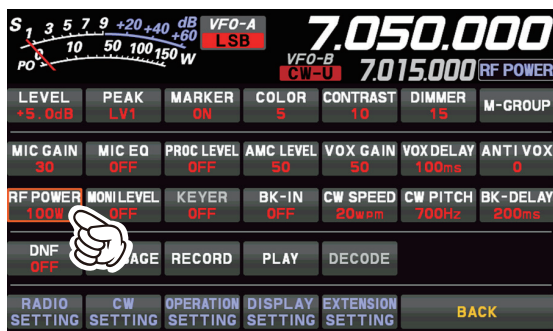 S 1 3 5 7 9 +20 +40 +60 dB VFO-A 7.050.000
PO 0 10 50 100 150 W LSB
VFO-B
CW-U 7.015.000 RF POWER
LEVEL PEAK MARKER COLOR CONTRAST DIMMER M-GROUP
+5.0dB LV1 ON 5 10 15
MIC GAIN MIC EQ PROC LEVEL AMC LEVEL VOX GAIN VOX DELAY ANTI VOX
30 OFF OFF 50 50 100ms 0
RF POWER MONI LEVEL KEYER BK-IN CW SPEED CW PITCH BK-DELAY
100W OFF OFF OFF 20wpm 700Hz 200ms
DNF AGE RECORD PLAY DECODE
OFF
RADIO CW OPERATION DISPLAY EXTENSION BACK
SETTING SETTING SETTING SETTING SETTING